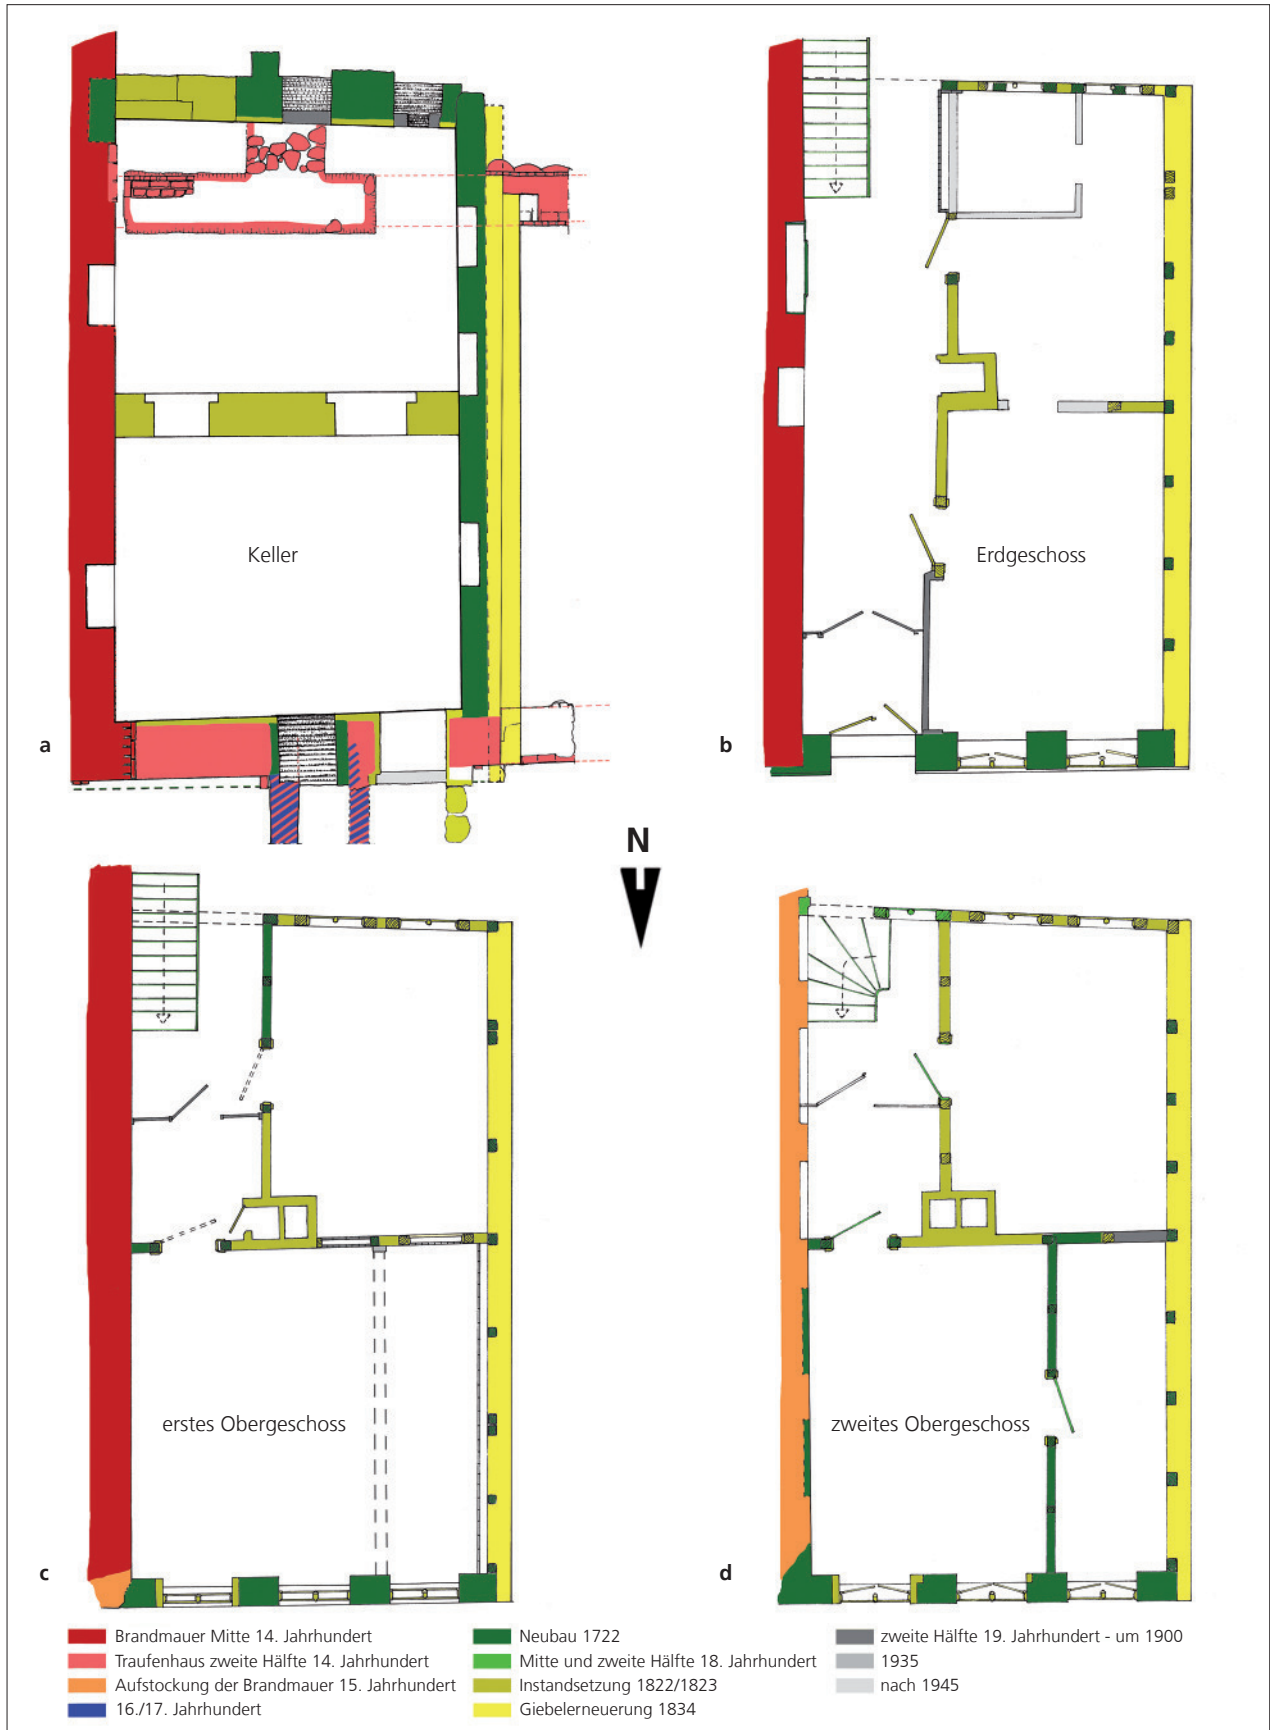 Keller
a
Erdgeschoss
b
N
erstes Obergeschoss
c
zweites Obergeschoss
d
Brandmauer Mitte 14. Jahrhundert
Traufenhaus zweite Hälfte 14. Jahrhundert
Aufstockung der Brandmauer 15. Jahrhundert
16./17. Jahrhundert
Neubau 1722
Mitte und zweite Hälfte 18. Jahrhundert
Instandsetzung 1822/1823
Giebelerneuerung 1834
zweite Hälfte 19. Jahrhundert - um 1900
1935
nach 1945